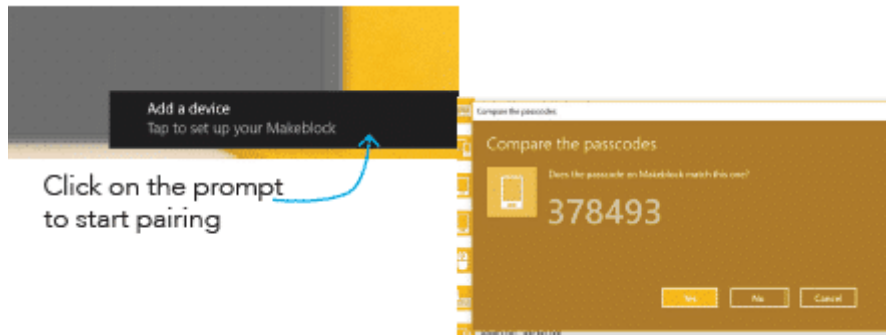 Add a device
Tap to set up your Makeblock
Click on the prompt
to start pairing
Compare the passcodes
Compare the passcodes
Does the passcode on Makeblock match this one?
378493
Yes
No
Cancel